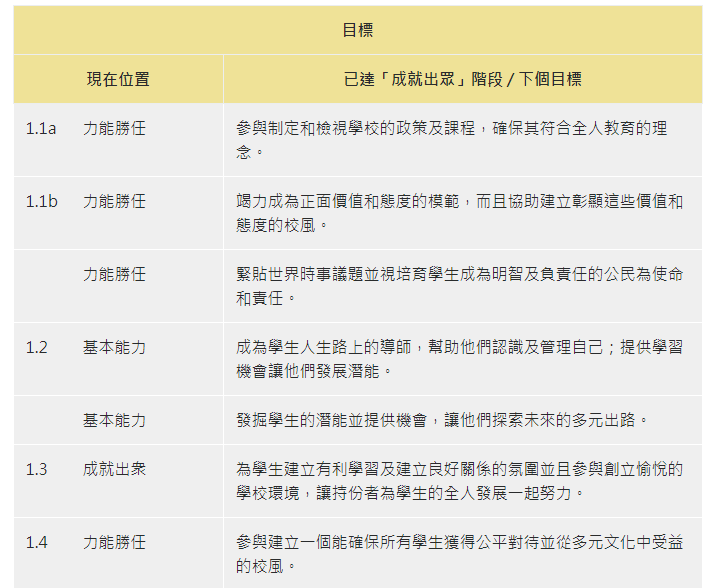 目標
現在位置
已達「成就出眾」階段 / 下個目標
1.1a 力能勝任
參與制定和檢視學校的政策及課程，確保其符合全人教育的理
念。
1.1b 力能勝任
竭力成為正面價值和態度的模範，而且協助建立彰顯這些價值和
態度的校風。
力能勝任
緊貼世界時事議題並視培育學生成為明智及負責任的公民為使命
和責任。
1.2 基本能力
成為學生人生路上的導師，幫助他們認識及管理自己；提供學習
機會讓他們發展潛能。
基本能力
發掘學生的潛能並提供機會，讓他們探索未來的多元出路。
1.3 成就出眾
為學生建立有利學習及建立良好關係的氛圍並且參與創立愉悅的
學校環境，讓持份者為學生的全人發展一起努力。
1.4 力能勝任
參與建立一個能確保所有學生獲得公平對待並從多元文化中受益
的校風。